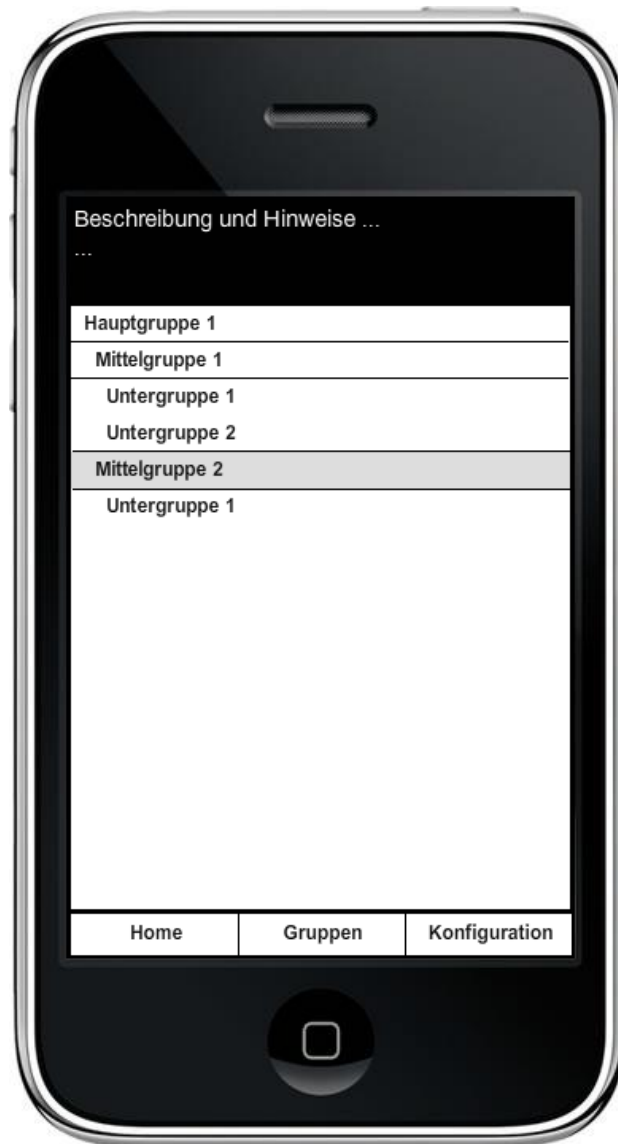 Beschreibung und Hinweise ...
...
Hauptgruppe 1
Mittelgruppe 1
Untergruppe 1
Untergruppe 2
Mittelgruppe 2
Untergruppe 1
Home Gruppen Konfiguration